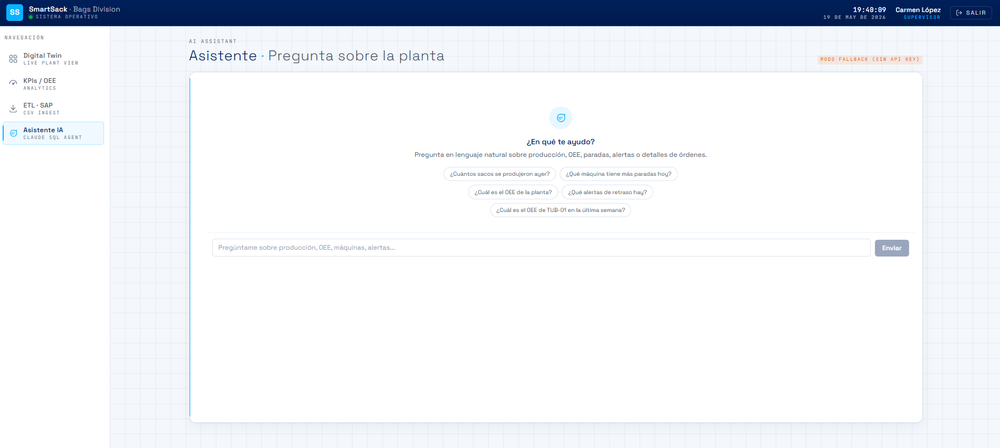 SS
SmartSack · Bags Division
SISTEMA OPERATIVO
19:40:09
19 DE MAY DE 2026
Carmen López
SUPERVISOR
SALIR
NAVEGACIÓN
Digital Twin
LIVE PLANT VIEW
KPIs / OEE
ANALYTICS
ETL · SAP
CSV INGEST
Asistente IA
CLAUDE SQL AGENT
AI ASSISTANT
Asistente · Pregunta sobre la planta
MODO FALLBACK (SIN API KEY)
¿En qué te ayudo?
Pregunta en lenguaje natural sobre producción, OEE, paradas, alertas o detalles de órdenes.
¿Cuántos sacos se produjeron ayer?
¿Qué máquina tiene más paradas hoy?
¿Cuál es el OEE de la planta?
¿Qué alertas de retraso hay?
¿Cuál es el OEE de TUB-01 en la última semana?
Pregúntame sobre producción, OEE, máquinas, alertas...
Enviar